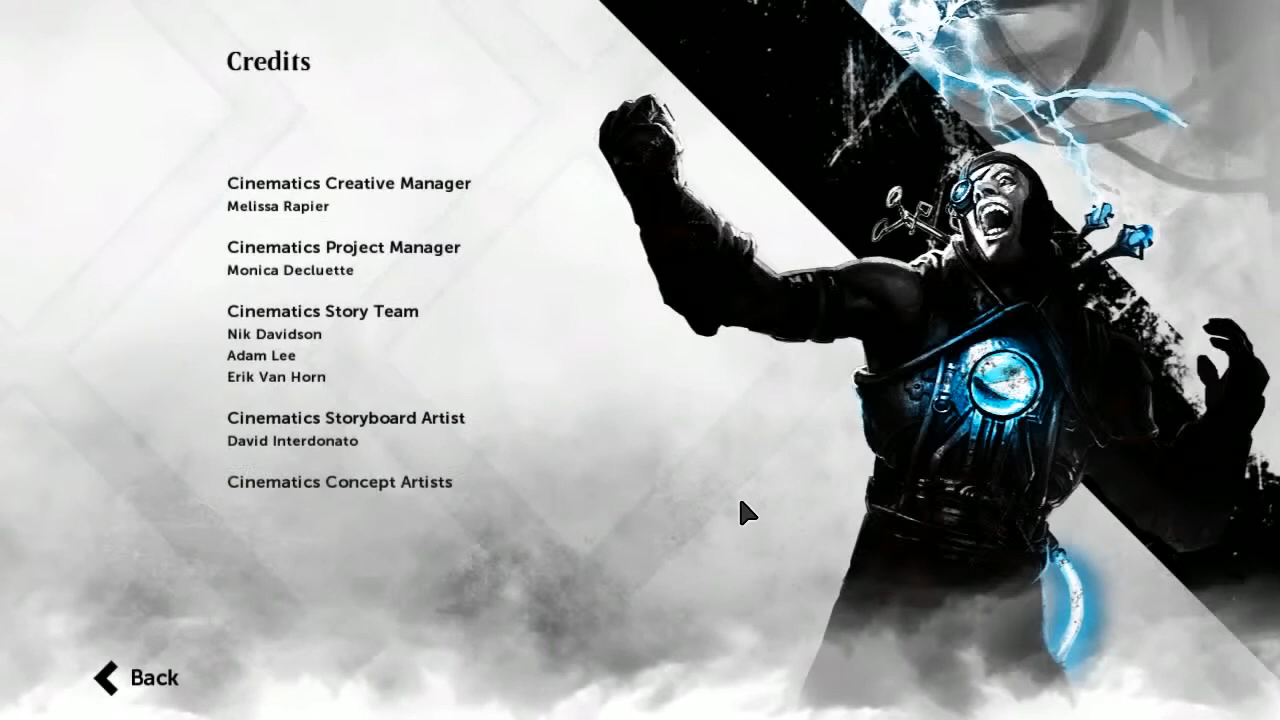 Credits
Cinematics Creative Manager
Melissa Rapier
Cinematics Project Manager
Monica Decluette
Cinematics Story Team
Nik Davidson
Adam Lee
Erik Van Horn
Cinematics Storyboard Artist
David Interdonato
Cinematics Concept Artists
Back